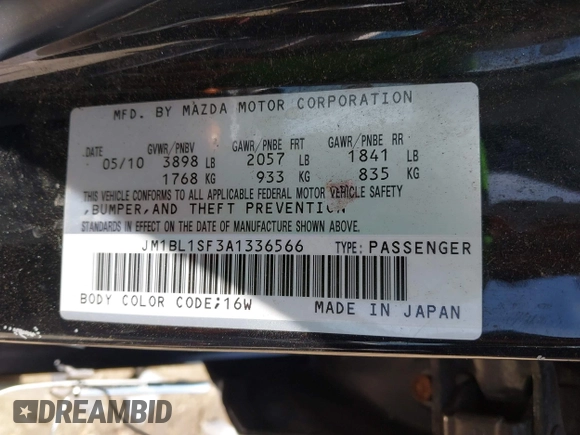 MFD. BY MAZDA MOTOR CORPORATION
DATE GVWR/PNBV GAWR/PNBE FRT GAWR/PNBE RR
05/10 3898 LB 2057 LB 1841 LB
1768 KG 933 KG 835 KG
THIS VEHICLE CONFORMS TO ALL APPLICABLE FEDERAL MOTOR VEHICLE SAFETY
,BUMPER,AND THEFT PREVENTION
STANDARDS IN EFFECT ON THE DATE OF MANUFACTURE SHOWN ABOVE.
JM1BL1SF3A1336566 TYPE: PASSENGER
BODY COLOR CODE;16W MADE IN JAPAN
DREAMBID